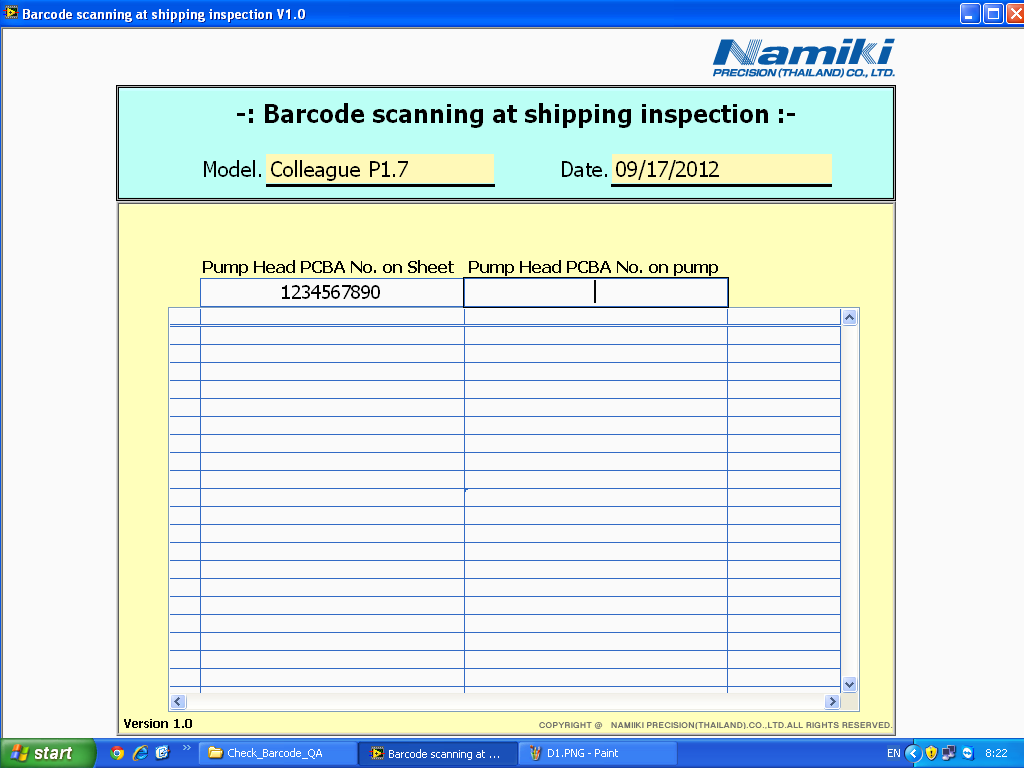 Barcode scanning at shipping inspection V1.0
Namiki
PRECISION (THAILAND) CO., LTD.
-: Barcode scanning at shipping inspection :-
Model. Colleague P1.7 Date. 09/17/2012
Pump Head PCBA No. on Sheet Pump Head PCBA No. on pump
1234567890
Version 1.0 COPYRIGHT @ NAMIIKI PRECISION(THAILAND).CO.,LTD.ALL RIGHTS RESERVED.
start Check_Barcode_QA Barcode scanning at ... D1.PNG - Paint EN 8:22